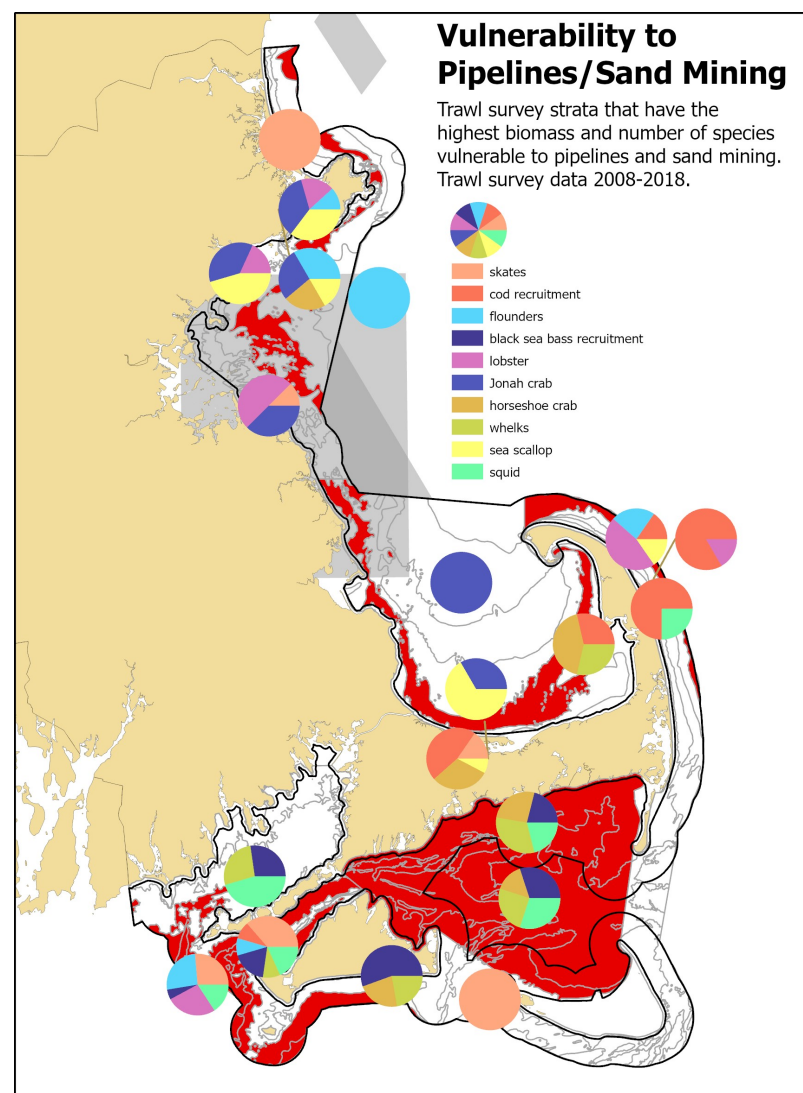 Vulnerability to
Pipelines/Sand Mining
Trawl survey strata that have the
highest biomass and number of species
vulnerable to pipelines and sand mining.
Trawl survey data 2008-2018.
skates
cod recruitment
flounders
black sea bass recruitment
lobster
Jonah crab
horseshoe crab
whelks
sea scallop
squid